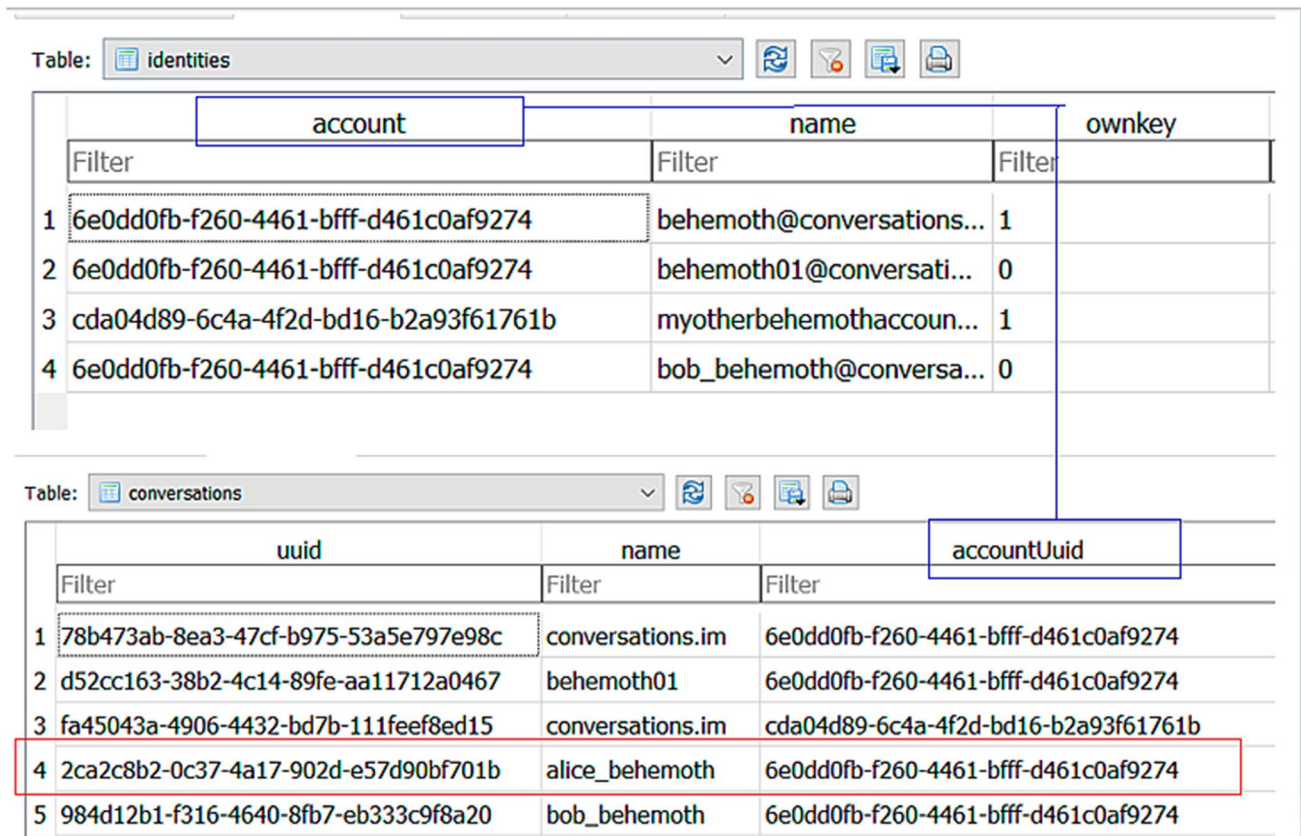 Table: identities
account name ownkey
Filter Filter Filter
1 6e0dd0fb-f260-4461-bfff-d461c0af9274 behemoth@conversations... 1
2 6e0dd0fb-f260-4461-bfff-d461c0af9274 behemoth01@conversati... 0
3 cda04d89-6c4a-4f2d-bd16-b2a93f61761b myotherbehemothaccoun... 1
4 6e0dd0fb-f260-4461-bfff-d461c0af9274 bob_behemoth@conversa... 0
Table: conversations
uuid name accountUuid
Filter Filter Filter
1 78b473ab-8ea3-47cf-b975-53a5e797e98c conversations.im 6e0dd0fb-f260-4461-bfff-d461c0af9274
2 d52cc163-38b2-4c14-89fe-aa11712a0467 behemoth01 6e0dd0fb-f260-4461-bfff-d461c0af9274
3 fa45043a-4906-4432-bd7b-111feef8ed15 conversations.im cda04d89-6c4a-4f2d-bd16-b2a93f61761b
4 2ca2c8b2-0c37-4a17-902d-e57d90bf701b alice_behemoth 6e0dd0fb-f260-4461-bfff-d461c0af9274
5 984d12b1-f316-4640-8fb7-eb333c9f8a20 bob_behemoth 6e0dd0fb-f260-4461-bfff-d461c0af9274